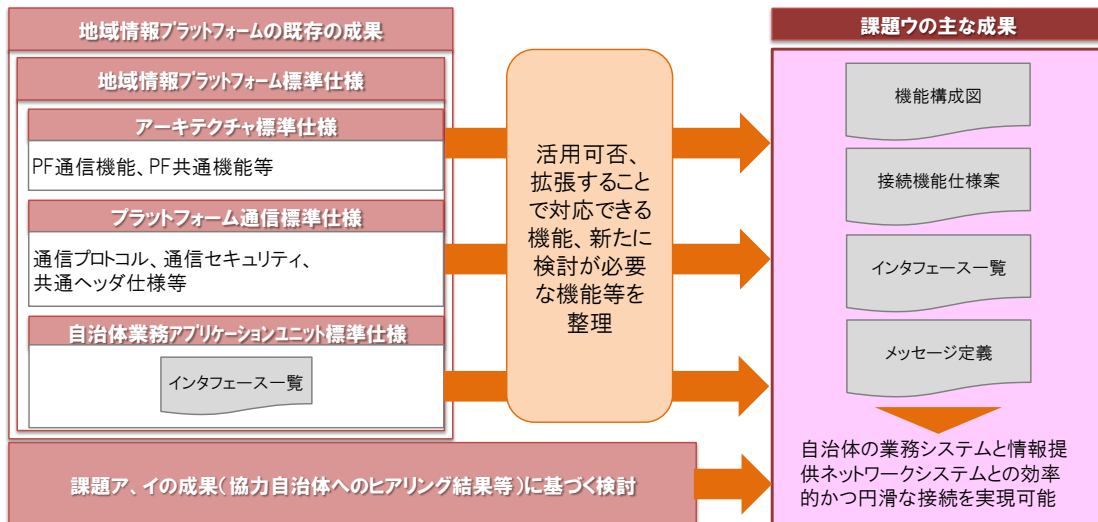 地域情報プラットフォームの既存の成果
地域情報プラットフォーム標準仕様
アーキテクチャ標準仕様
PF通信機能、PF共通機能等
プラットフォーム通信標準仕様
通信プロトコル、通信セキュリティ、
共通ヘッダ仕様等
自治体業務アプリケーションユニット標準仕様
インタフェース一覧
課題ア、イの成果(協力自治体へのヒアリング結果等)に基づく検討
活用可否、
拡張すること
で対応できる
機能、新たに
検討が必要
な機能等を
整理
課題ウの主な成果
機能構成図
接続機能仕様案
インタフェース一覧
メッセージ定義
自治体の業務システムと情報提
供ネットワークシステムとの効率
的かつ円滑な接続を実現可能